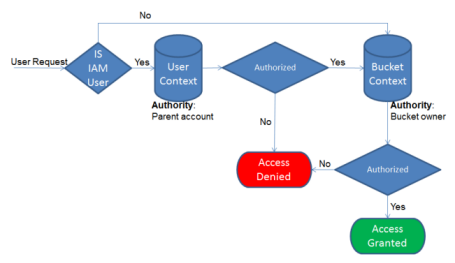 No
User Request
IS
IAM
User
Yes
User
Context
Authorized
Yes
Bucket
Context
Authority:
Parent account
Authority:
Bucket owner
No
Access
Denied
No
Authorized
Yes
Access
Granted